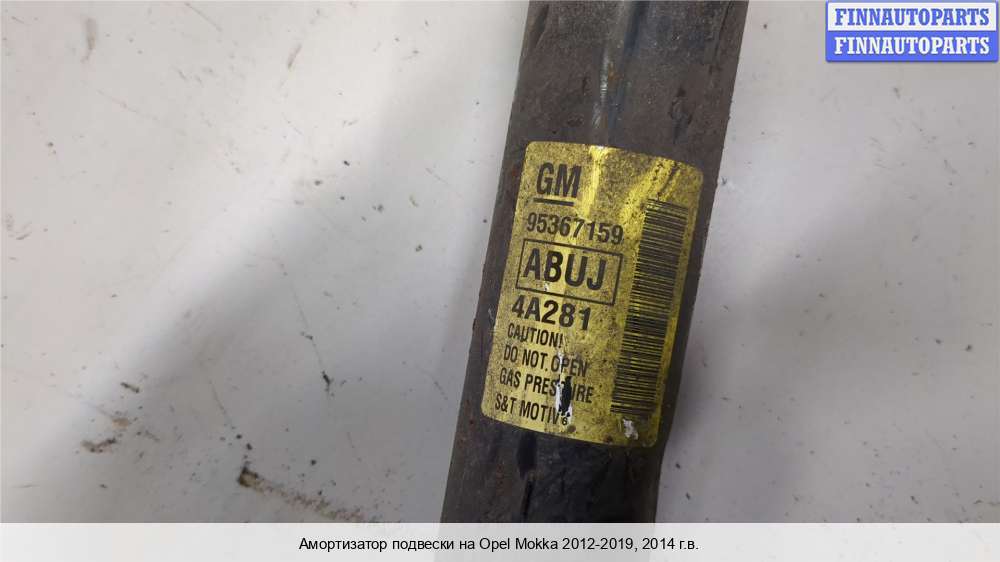 FINNAUTOPARTS
FINNAUTOPARTS
GM
95367159
ABUJ
4A281
CAUTION!
DO NOT OPEN
GAS PRESSURE
S&T MOTIV
Амортизатор подвески на Opel Mokka 2012-2019, 2014 г.в.